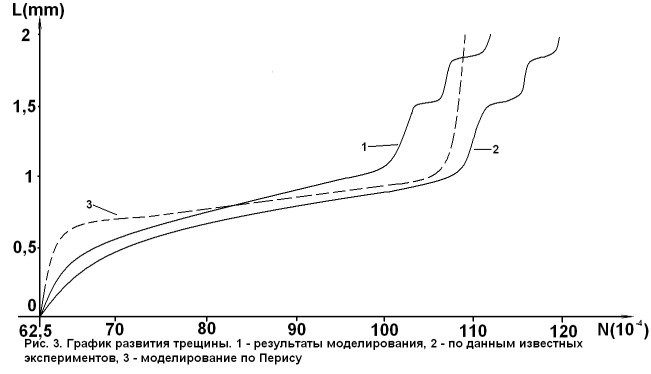 L(mm)
2
1,5
1
0,5
0
1
2
3
62,5 70 80 90 100 110 120 N(10⁻⁴)
Рис. 3. График развития трещины. 1 - результаты моделирования, 2 - по данным известных
экспериментов, 3 - моделирование по Перису